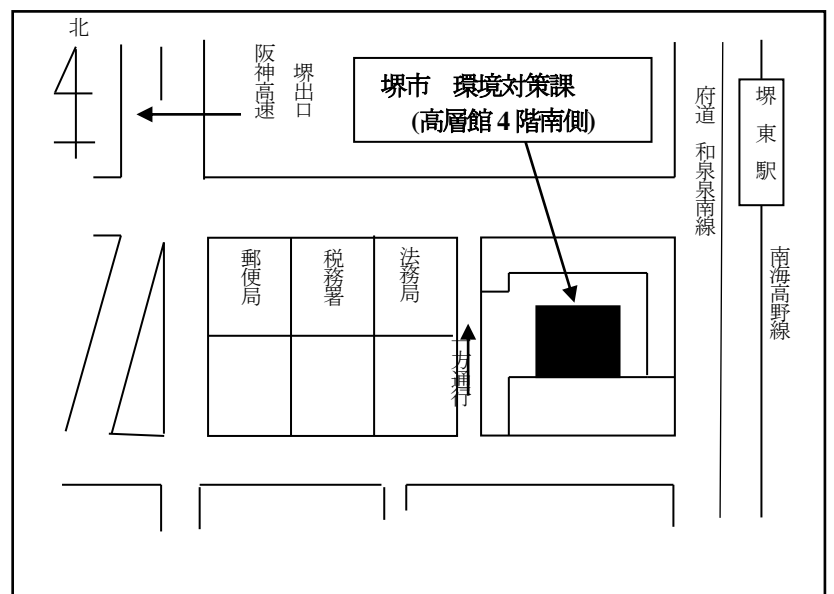 北
阪神高速
堺出口
堺市　環境対策課
(高層館4階南側)
府道　和泉泉南線
堺東駅
南海高野線
郵便局
税務署
法務局
一方通行